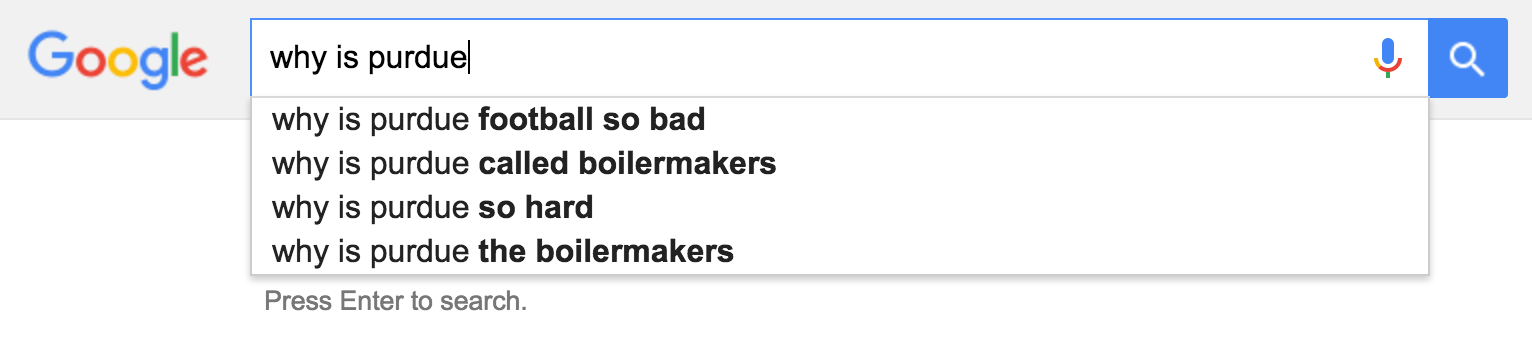 Google
why is purdue
why is purdue football so bad
why is purdue called boilermakers
why is purdue so hard
why is purdue the boilermakers
Press Enter to search.